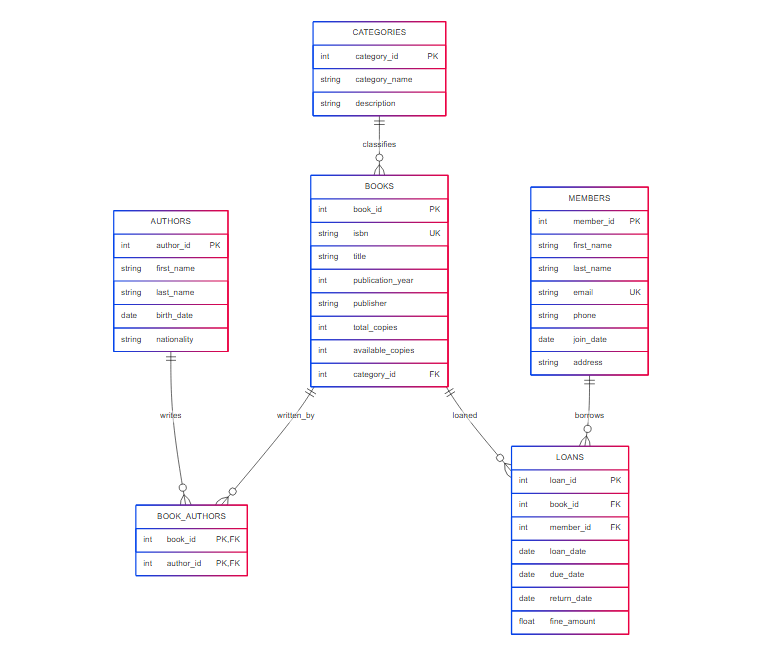 CATEGORIES
int category_id PK
string category_name
string description
classifies
BOOKS
int book_id PK
string isbn UK
string title
int publication_year
string publisher
int total_copies
int available_copies
int category_id FK
AUTHORS
int author_id PK
string first_name
string last_name
date birth_date
string nationality
MEMBERS
int member_id PK
string first_name
string last_name
string email UK
string phone
date join_date
string address
writes
written_by
loaned
borrows
BOOK_AUTHORS
int book_id PK,FK
int author_id PK,FK
LOANS
int loan_id PK
int book_id FK
int member_id FK
date loan_date
date due_date
date return_date
float fine_amount